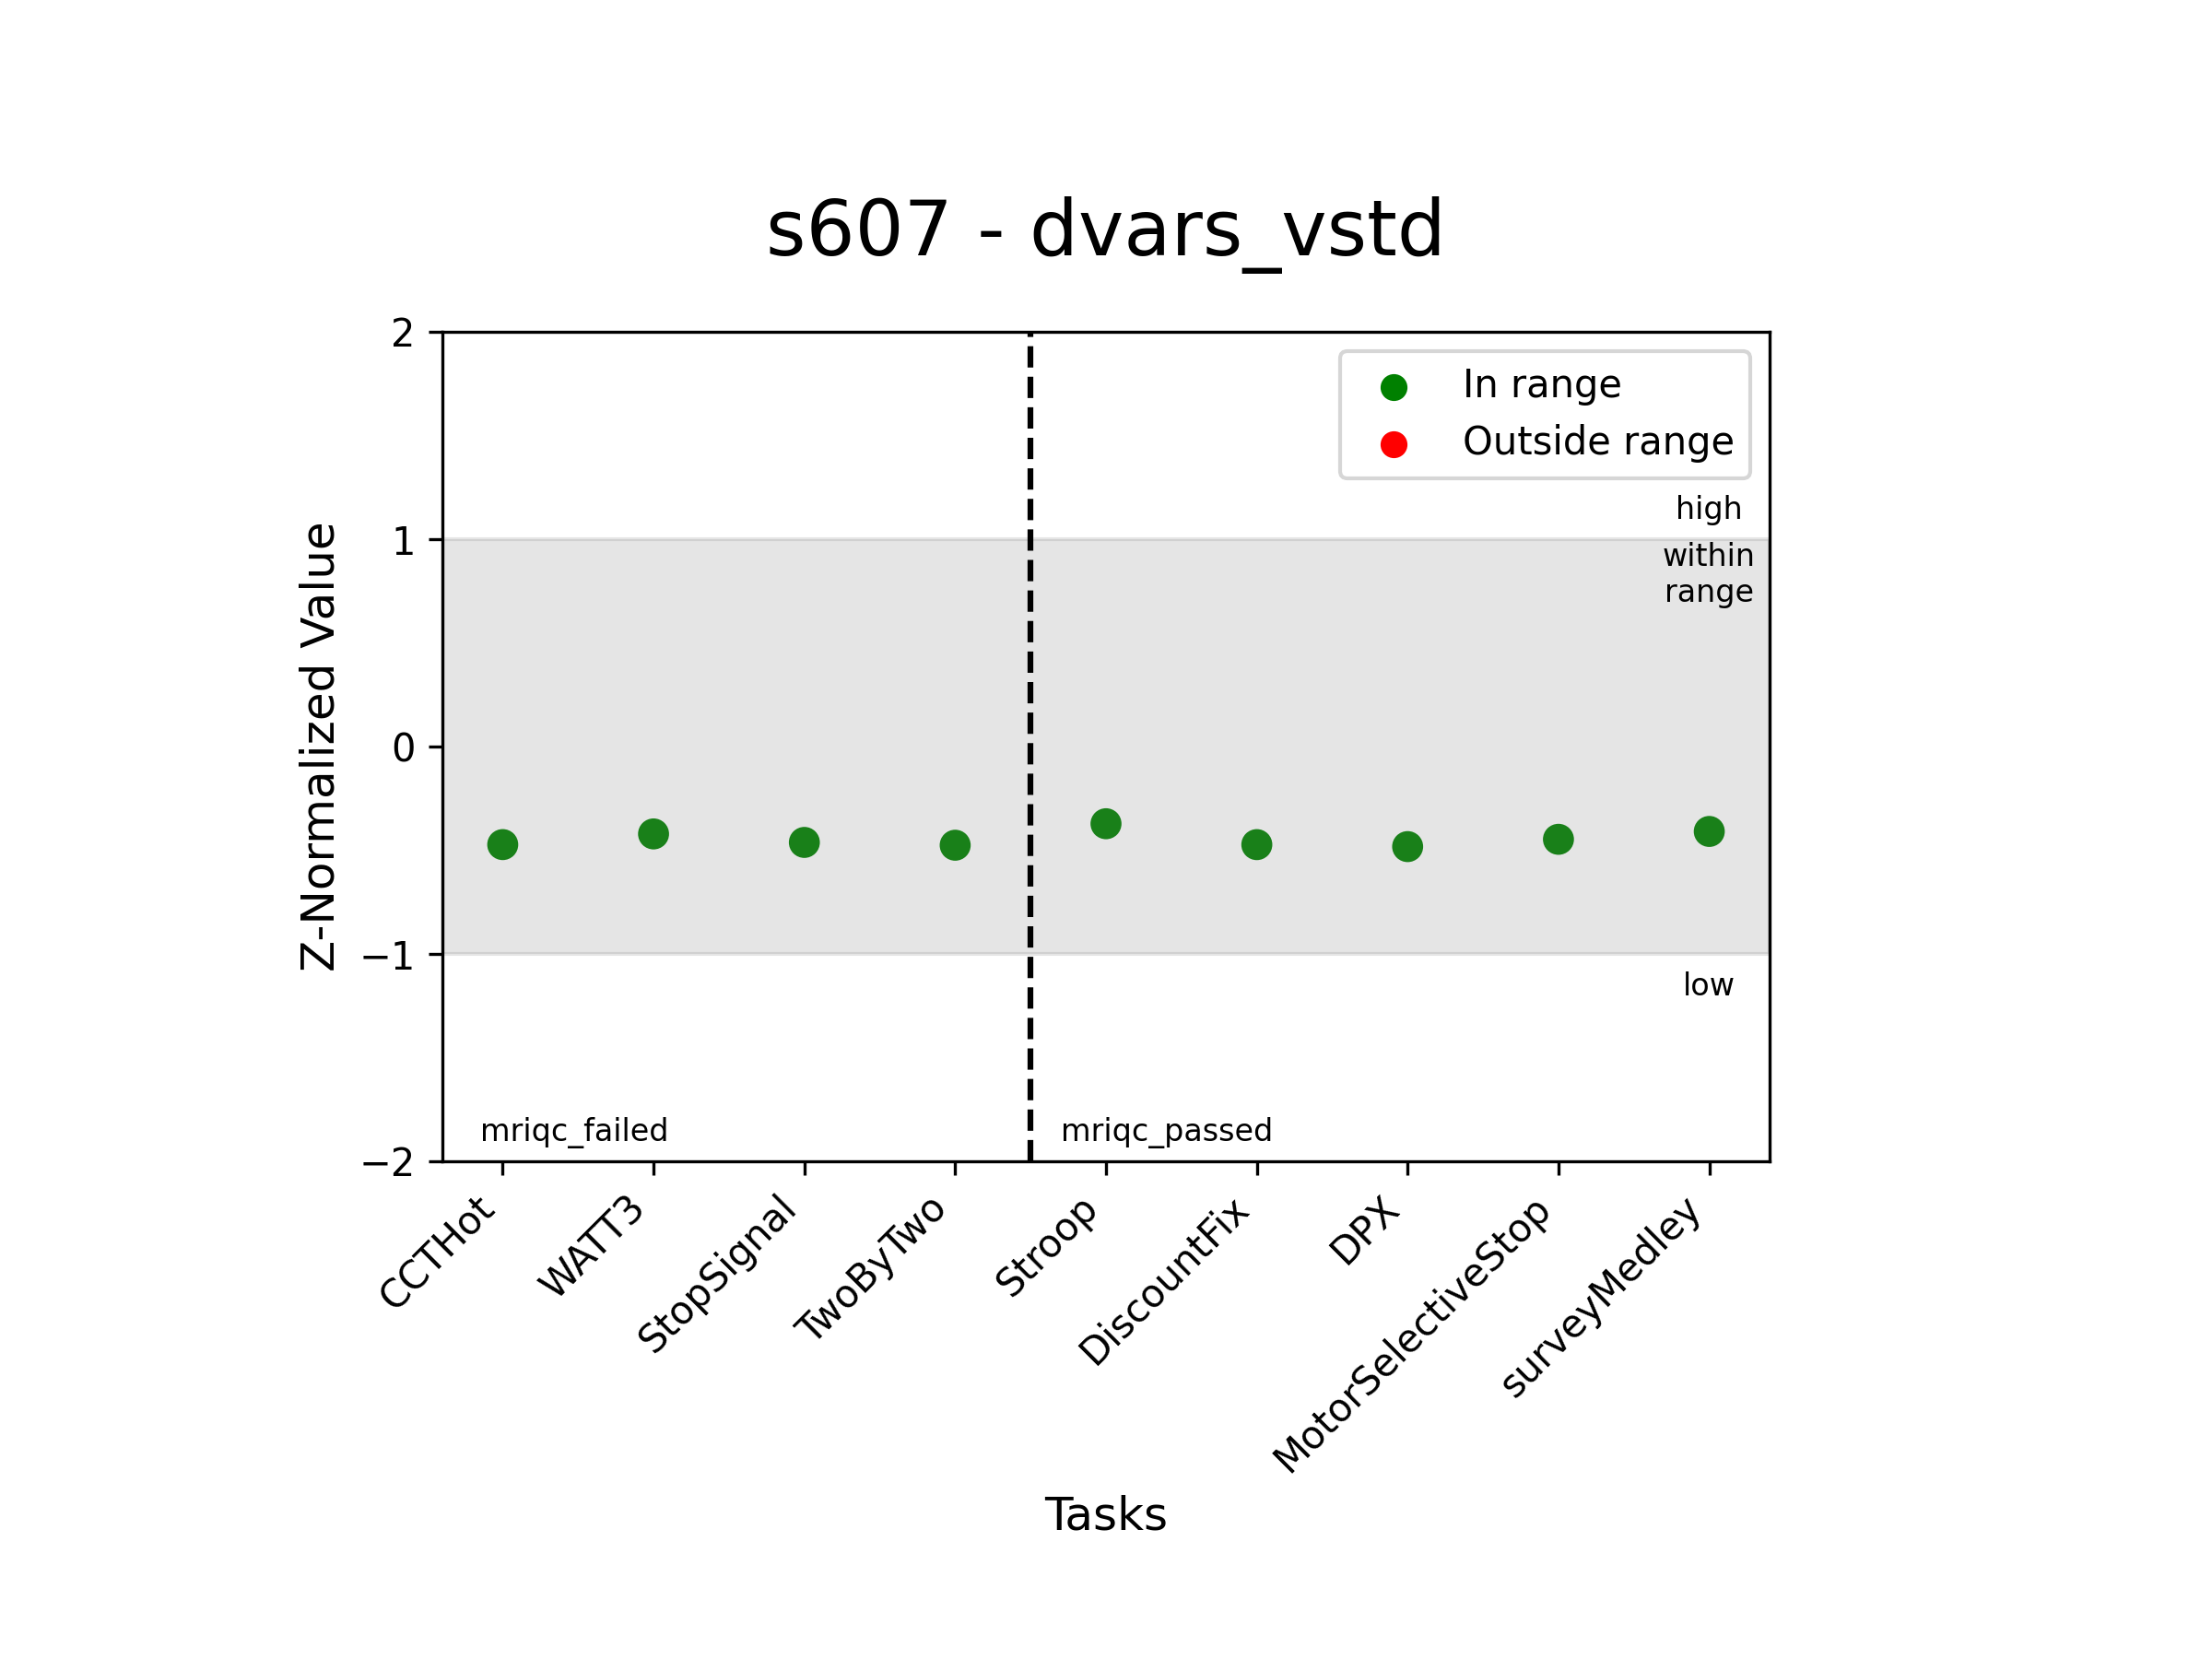 s607 - dvars_vstd
2
1
0
−1
−2
Z-Normalized Value
In range
Outside range
high
within
range
low
mriqc_failed
mriqc_passed
CCTHot
WATT3
StopSignal
TwoByTwo
Stroop
DiscountFix
DPX
MotorSelectiveStop
surveyMedley
Tasks